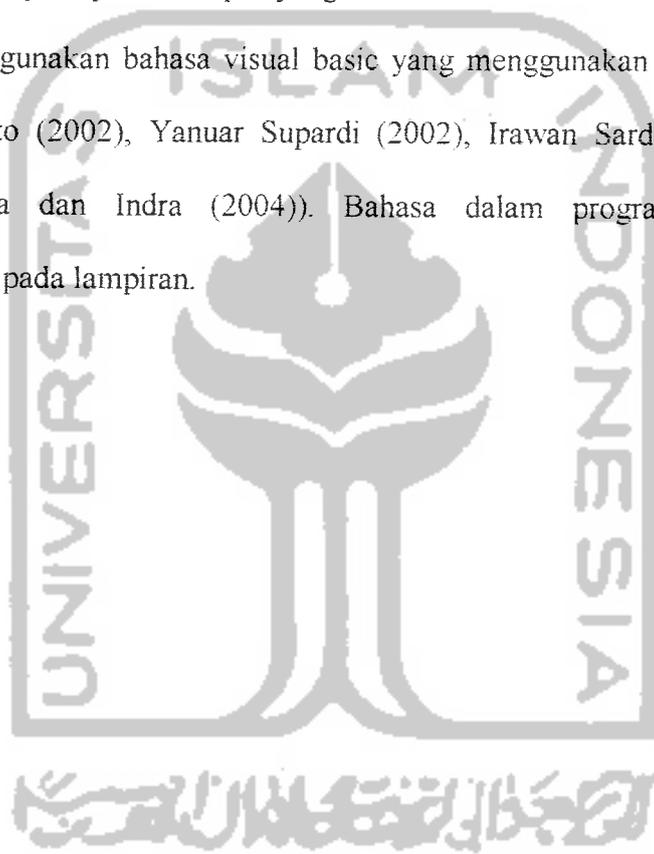 gunakan bahasa visual basic yang menggunakan
to (2002), Yanuar Supardi (2002), Irawan Sard
a dan Indra (2004)). Bahasa dalam progra
pada lampiran.
ISLAM
UNIVERSITAS
INDONESIA